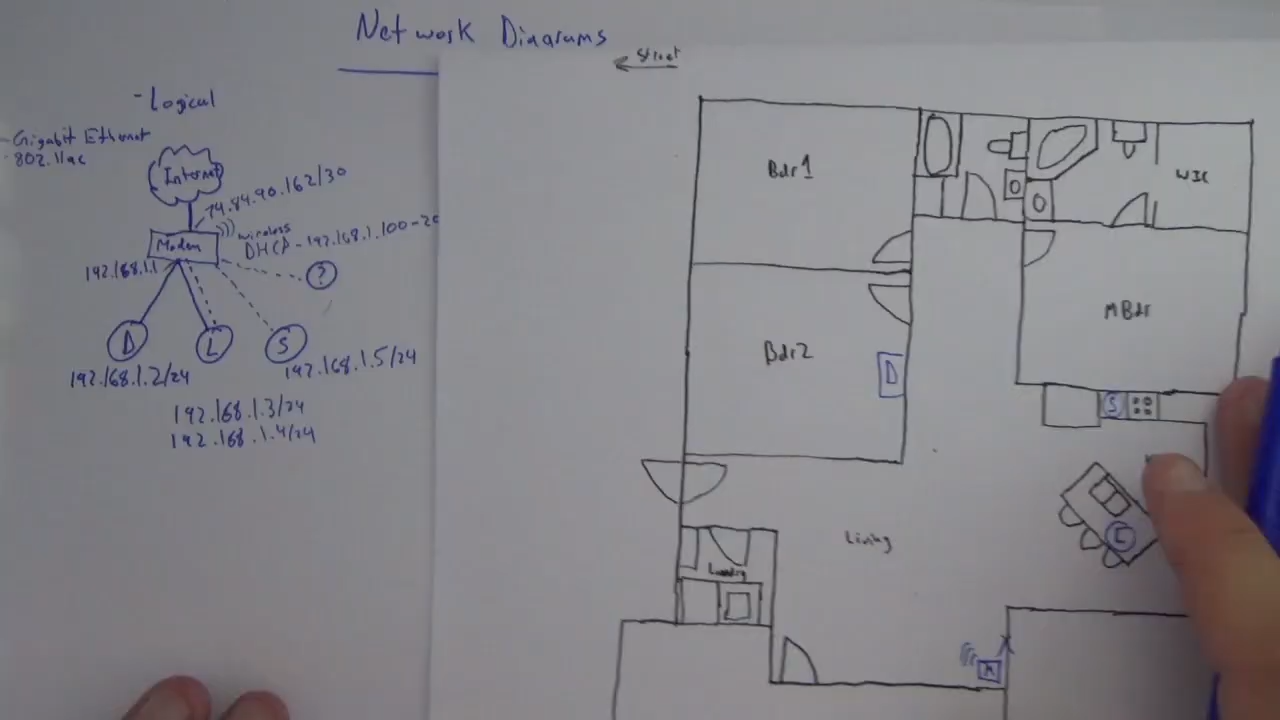 Network Diagrams
- Logical
- Gigabit Ethernet
- 802.11ac
Internet
74.84.90.162/30
wireless
DHCP - 192.168.1.100-20
Modem
192.168.1.1
?
D
L
S
192.168.1.2/24
192.168.1.5/24
192.168.1.3/24
192.168.1.4/24
Street
Bdr1
WIC
MBdr
Bdr2
D
S
L
Living
Laundry
M